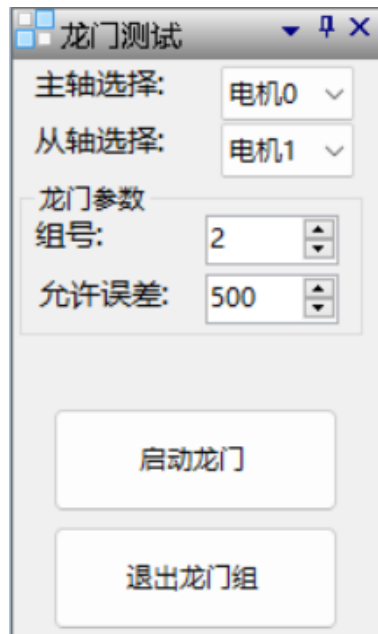 龙门测试
主轴选择: 电机0
从轴选择: 电机1
龙门参数
组号: 2
允许误差: 500
启动龙门
退出龙门组